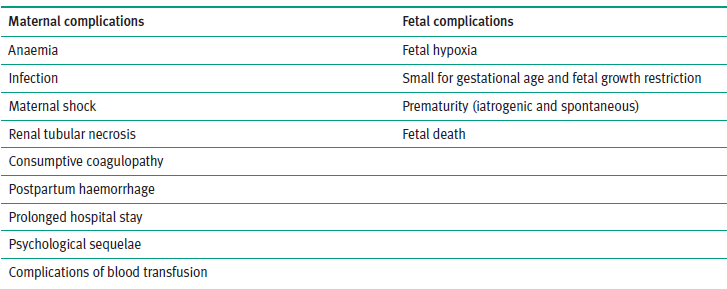 Maternal complications Fetal complications
Anaemia Fetal hypoxia
Infection Small for gestational age and fetal growth restriction
Maternal shock Prematurity (iatrogenic and spontaneous)
Renal tubular necrosis Fetal death
Consumptive coagulopathy
Postpartum haemorrhage
Prolonged hospital stay
Psychological sequelae
Complications of blood transfusion